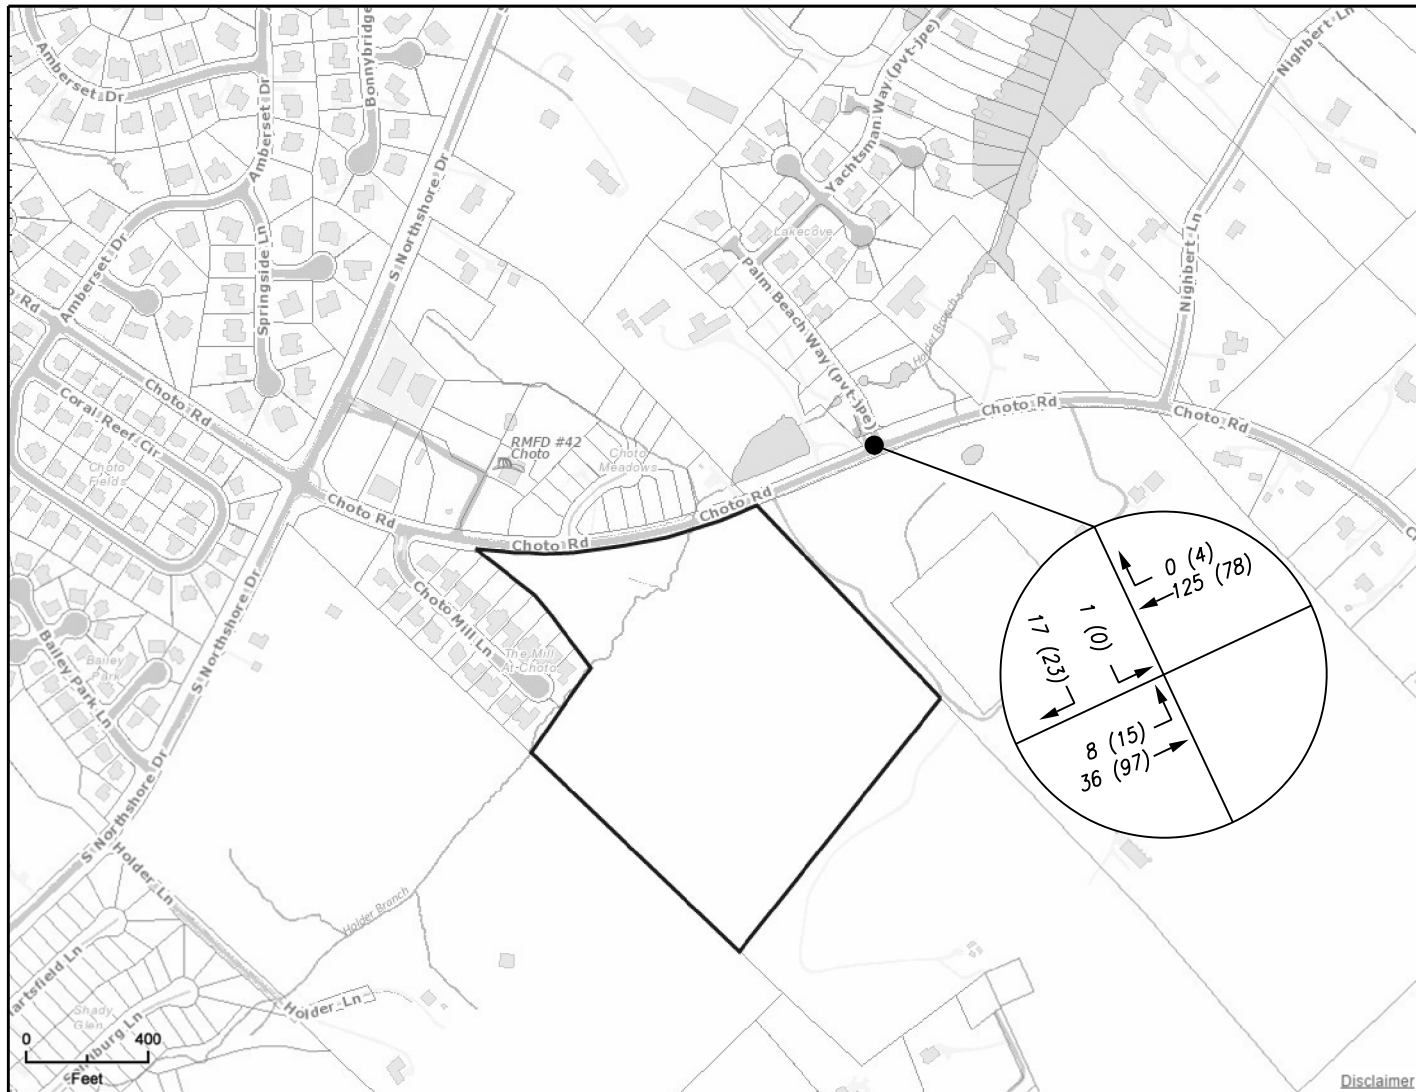 Amberset Dr
Bonnybridge
Amberset Dr
S Northshore Dr
Yachtsman Way (pvt-jpe)
Nighbert Ln
Amberset Dr
Springside Ln
Lakecove
Palm Beach Way (pvt-jpe)
Nighbert Ln
Holder Branch
Choto Rd
Coral Reef Cir
Choto Fields
RMFD #42
Choto
Choto Meadows
Choto Rd
Choto Rd
Choto Rd
Choto Rd
Choto Rd
Choto Mill Ln
The Mill
At Choto
S Northshore Dr
Bailey Park
Bailey Park Ln
S Northshore Dr
Holder Ln
Holder Branch
Holder Ln
Shady Glen
0 (4)
125 (78)
1 (0)
17 (23)
8 (15)
36 (97)
0 400
Feet
Disclaimer